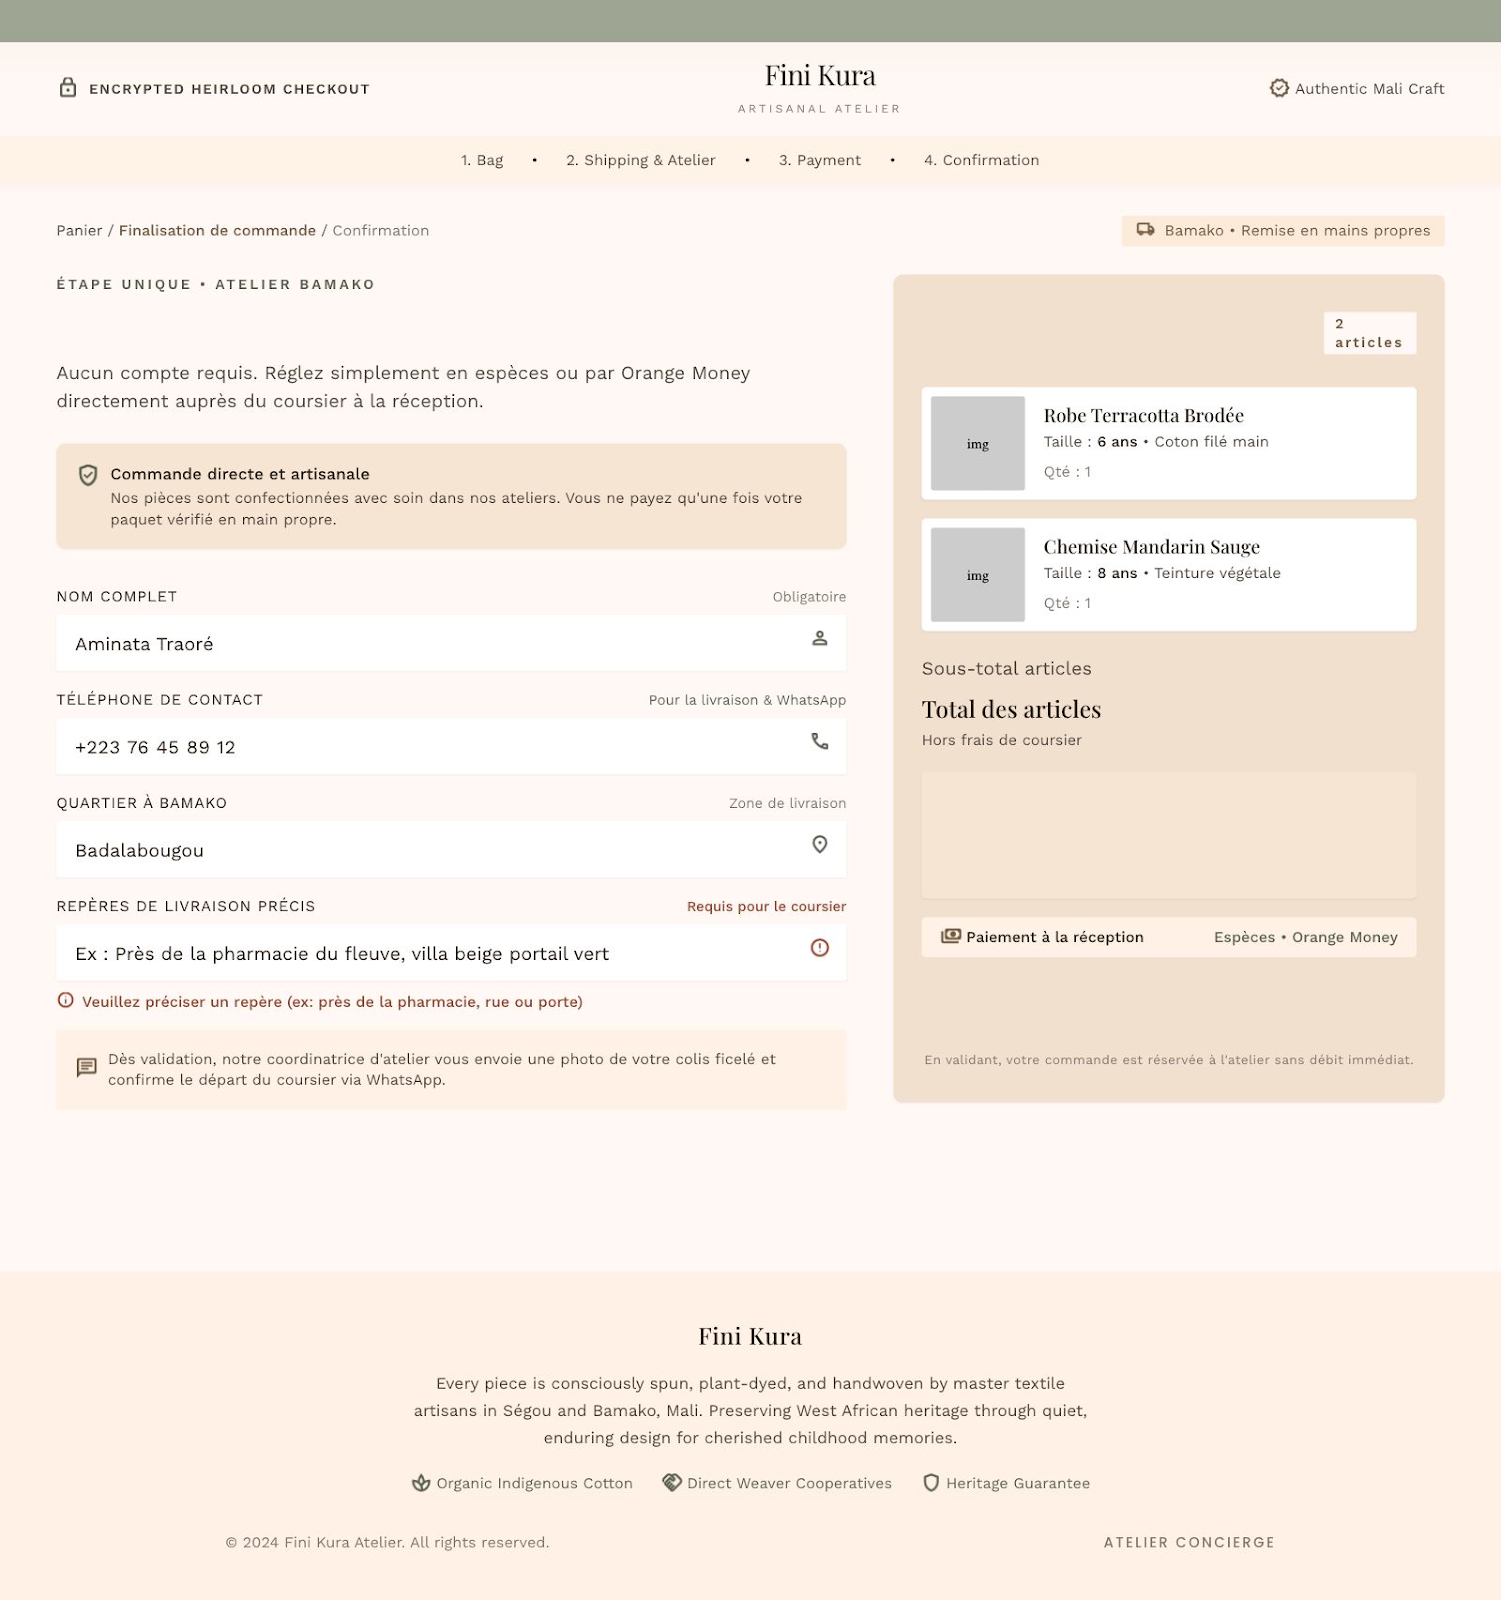 ENCRYPTED HEIRLOOM CHECKOUT
Fini Kura
ARTISANAL ATELIER
Authentic Mali Craft
1. Bag • 2. Shipping & Atelier • 3. Payment • 4. Confirmation
Panier / Finalisation de commande / Confirmation
Bamako • Remise en mains propres
ÉTAPE UNIQUE • ATELIER BAMAKO
Aucun compte requis. Réglez simplement en espèces ou par Orange Money
directement auprès du coursier à la réception.
Commande directe et artisanale
Nos pièces sont confectionnées avec soin dans nos ateliers. Vous ne payez qu'une fois votre
paquet vérifié en main propre.
NOM COMPLET
Obligatoire
Aminata Traoré
TÉLÉPHONE DE CONTACT
Pour la livraison & WhatsApp
+223 76 45 89 12
QUARTIER À BAMAKO
Zone de livraison
Badalabougou
REPÈRES DE LIVRAISON PRÉCIS
Requis pour le coursier
Ex : Près de la pharmacie du fleuve, villa beige portail vert
Veuillez préciser un repère (ex: près de la pharmacie, rue ou porte)
Dès validation, notre coordinatrice d'atelier vous envoie une photo de votre colis ficelé et
confirme le départ du coursier via WhatsApp.
2
articles
img
Robe Terracotta Brodée
Taille : 6 ans • Coton filé main
Qté : 1
img
Chemise Mandarin Sauge
Taille : 8 ans • Teinture végétale
Qté : 1
Sous-total articles
Total des articles
Hors frais de coursier
Paiement à la réception
Espèces • Orange Money
En validant, votre commande est réservée à l'atelier sans débit immédiat.
Fini Kura
Every piece is consciously spun, plant-dyed, and handwoven by master textile
artisans in Ségou and Bamako, Mali. Preserving West African heritage through quiet,
enduring design for cherished childhood memories.
Organic Indigenous Cotton
Direct Weaver Cooperatives
Heritage Guarantee
© 2024 Fini Kura Atelier. All rights reserved.
ATELIER CONCIERGE